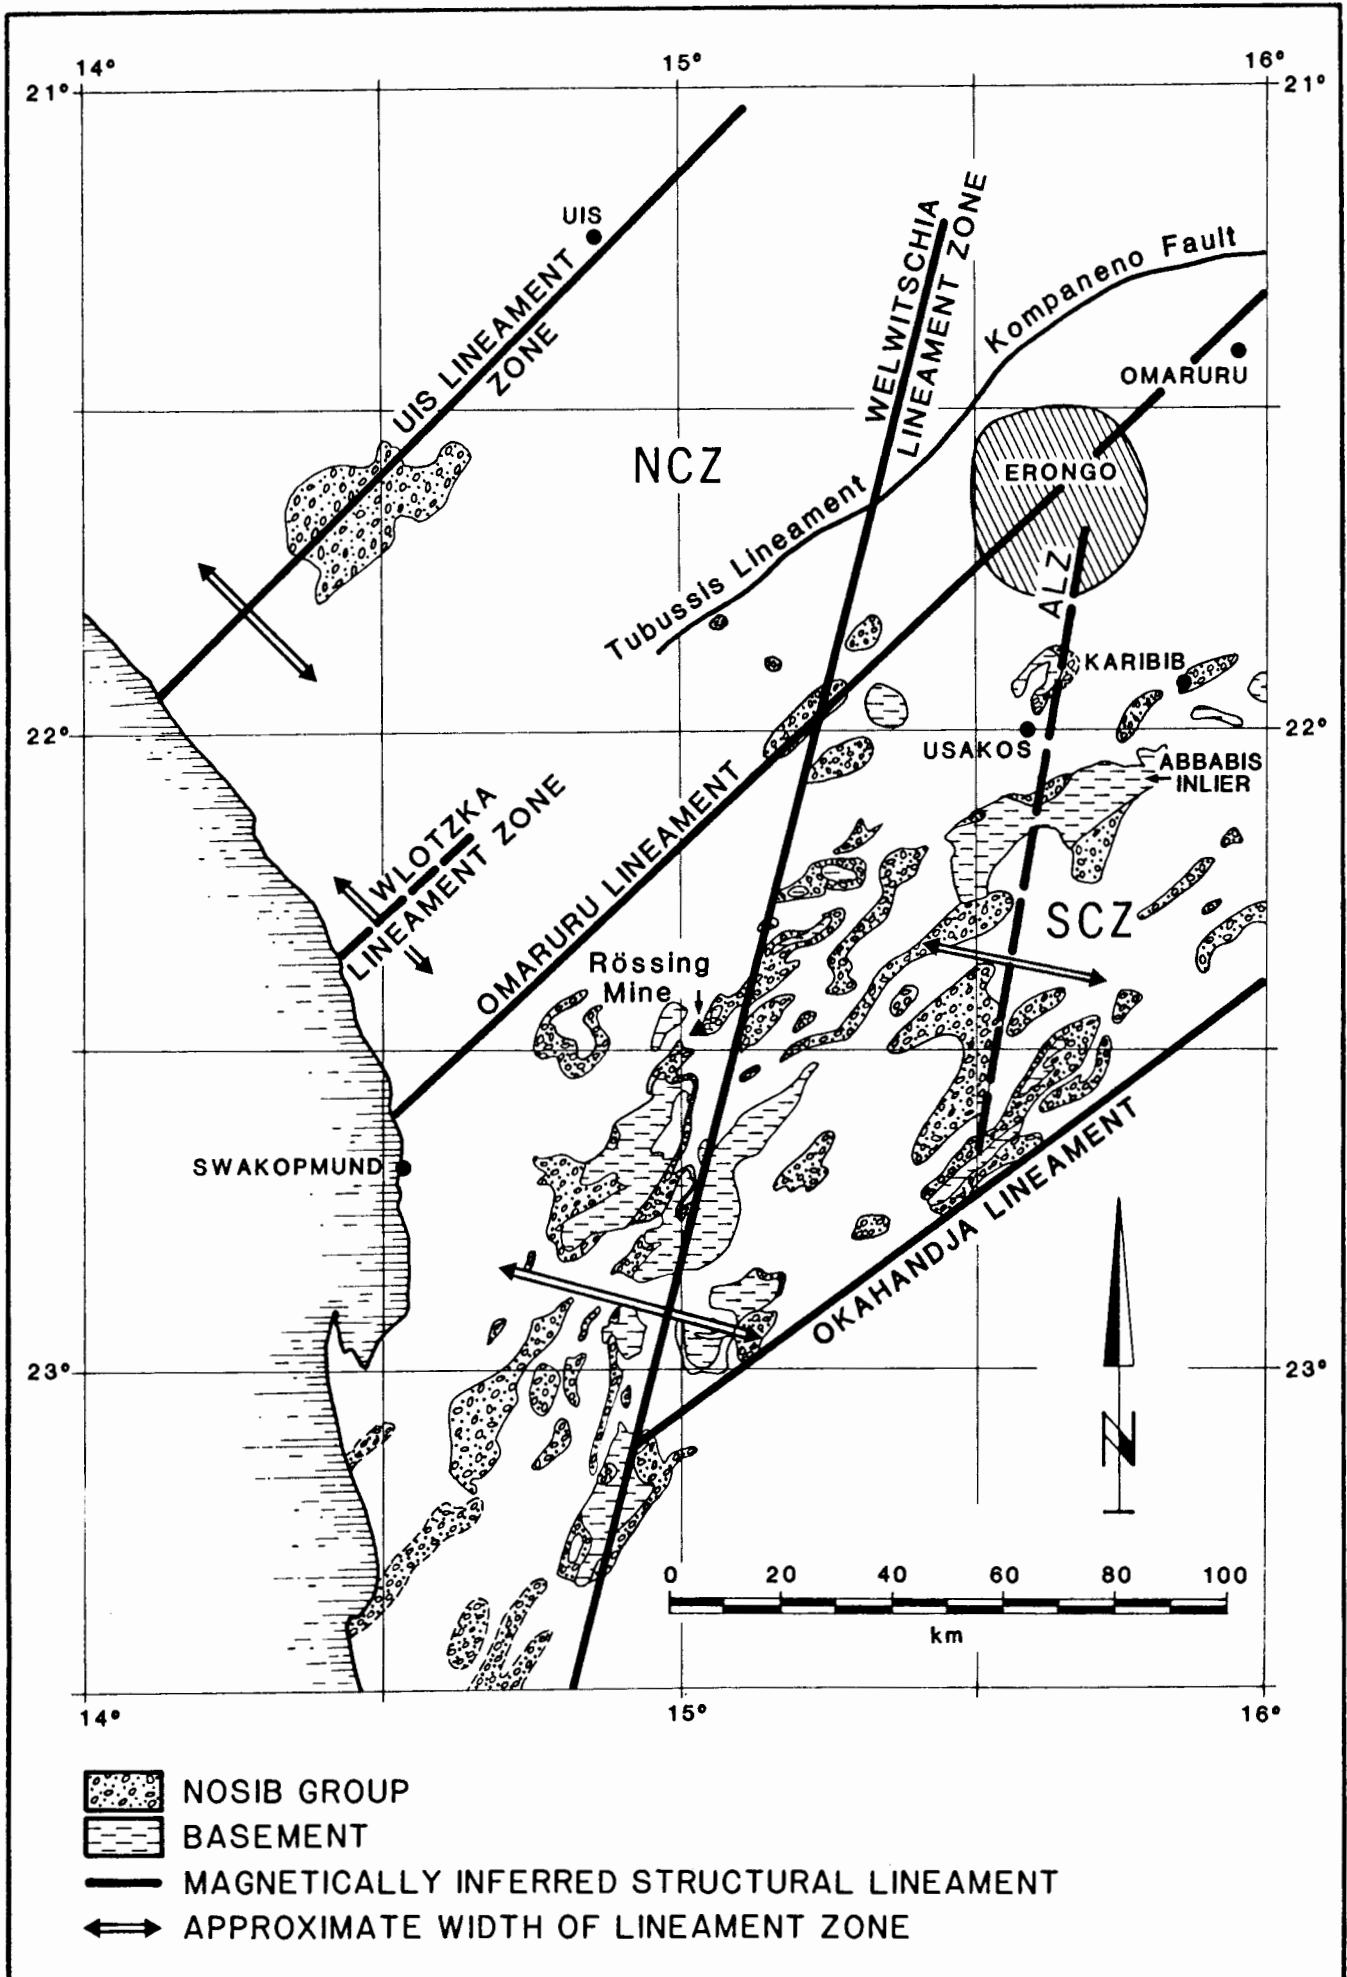 14° 15° 16°
21° 21°
UIS
UIS LINEAMENT
ZONE
WELWITSCHIA
LINEAMENT ZONE
Kompaneno Fault
OMARURU
NCZ
ERONGO
Tubussis Lineament
ALZ
KARIBIB
22° 22°
USAKOS
ABBABIS
INLIER
WLOTZKA
LINEAMENT ZONE
OMARURU LINEAMENT
SCZ
Rössing
Mine
SWAKOPMUND
OKAHANDJA LINEAMENT
23° 23°
N
0 20 40 60 80 100
km
14° 15° 16°
NOSIB GROUP
BASEMENT
MAGNETICALLY INFERRED STRUCTURAL LINEAMENT
APPROXIMATE WIDTH OF LINEAMENT ZONE